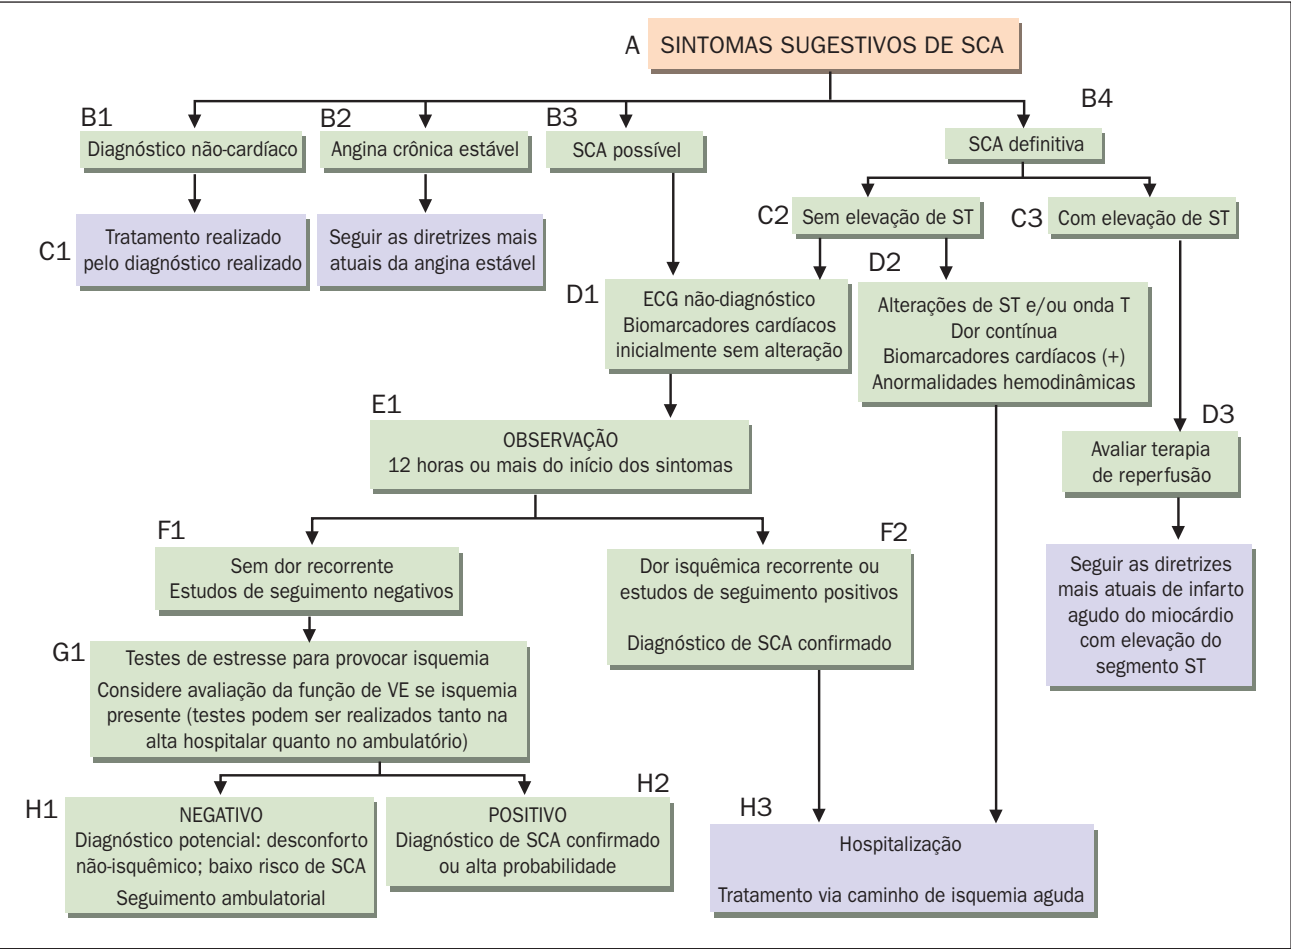 A
SINTOMAS SUGESTIVOS DE SCA
B1
Diagnóstico não-cardíaco
B2
Angina crônica estável
B3
SCA possível
B4
SCA definitiva
C1
Tratamento realizado
pelo diagnóstico realizado
Seguir as diretrizes mais
atuais da angina estável
C2
Sem elevação de ST
C3
Com elevação de ST
D1
ECG não-diagnóstico
Biomarcadores cardíacos
inicialmente sem alteração
D2
Alterações de ST e/ou onda T
Dor contínua
Biomarcadores cardíacos (+)
Anormalidades hemodinâmicas
D3
Avaliar terapia
de reperfusão
E1
OBSERVAÇÃO
12 horas ou mais do início dos sintomas
F1
Sem dor recorrente
Estudos de seguimento negativos
F2
Dor isquêmica recorrente ou
estudos de seguimento positivos
Diagnóstico de SCA confirmado
Seguir as diretrizes
mais atuais de infarto
agudo do miocárdio
com elevação do
segmento ST
G1
Testes de estresse para provocar isquemia
Considere avaliação da função de VE se isquemia
presente (testes podem ser realizados tanto na
alta hospitalar quanto no ambulatório)
H1
NEGATIVO
Diagnóstico potencial: desconforto
não-isquêmico; baixo risco de SCA
Seguimento ambulatorial
H2
POSITIVO
Diagnóstico de SCA confirmado
ou alta probabilidade
H3
Hospitalização
Tratamento via caminho de isquemia aguda